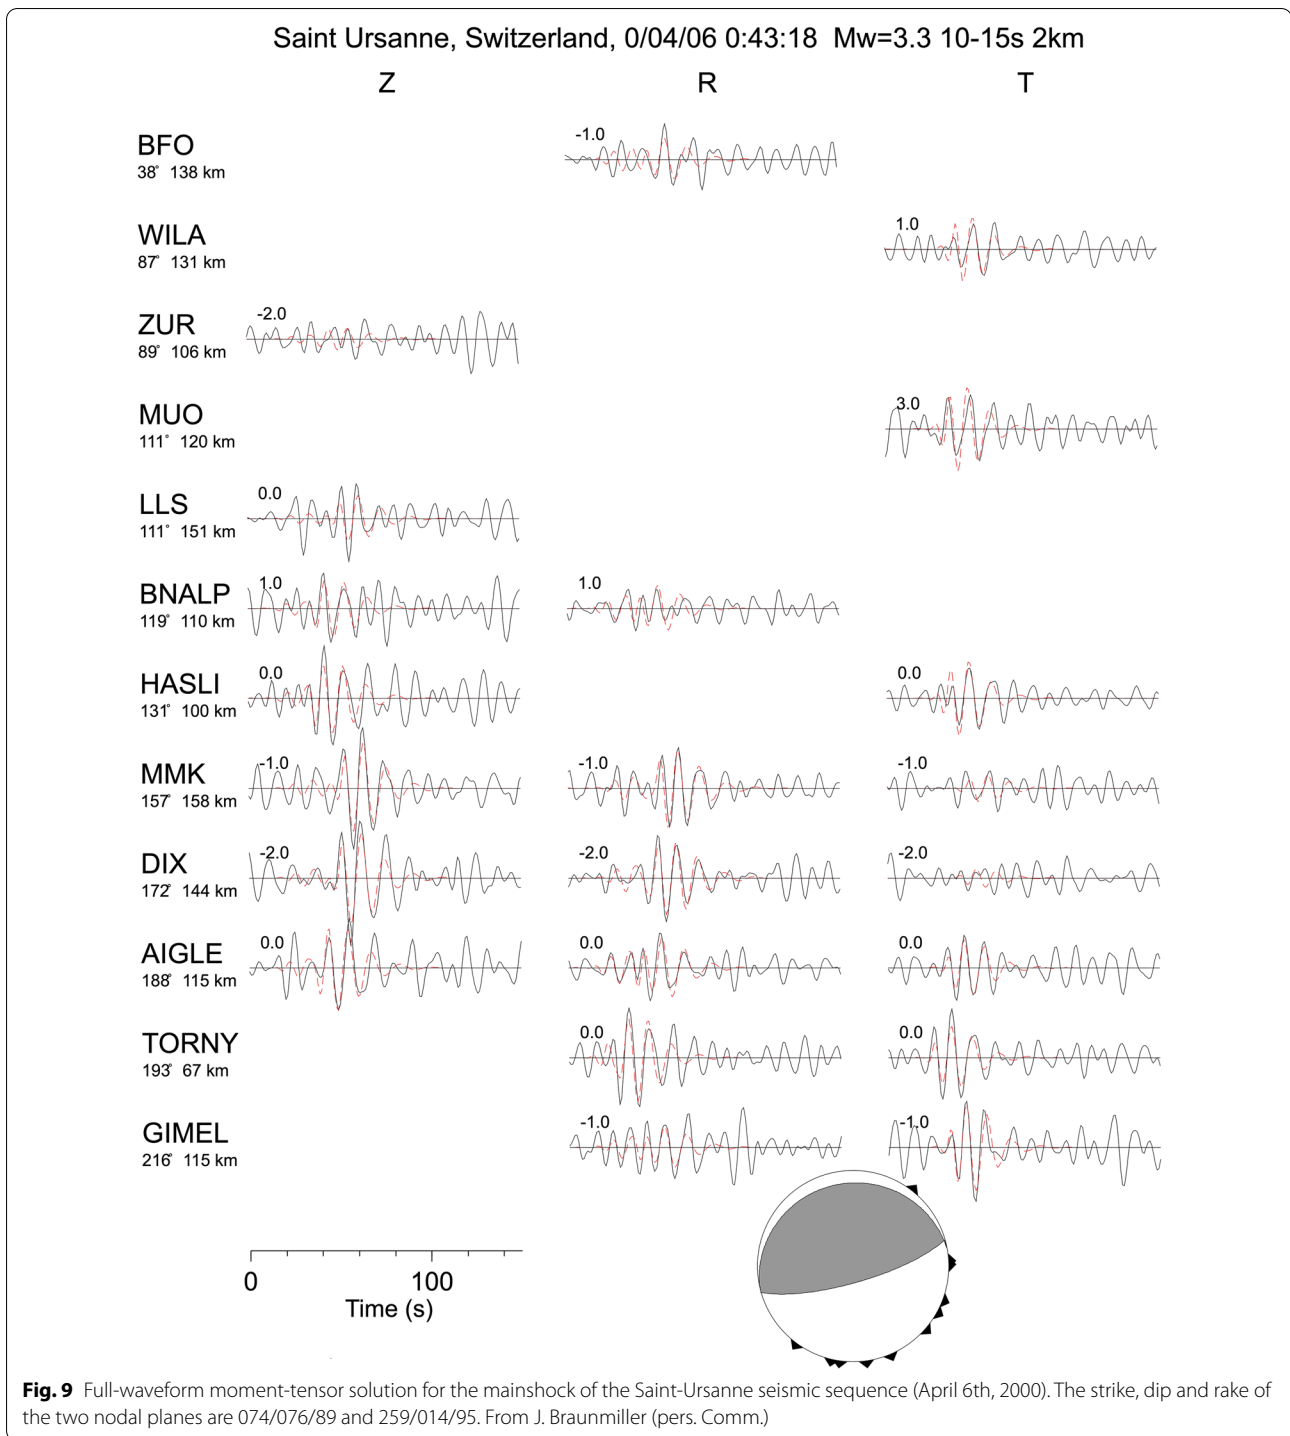 Saint Ursanne, Switzerland, 0/04/06 0:43:18 Mw=3.3 10-15s 2km
Z R T
BFO
38° 138 km
-1.0
WILA
87° 131 km
1.0
ZUR
89° 106 km
-2.0
MUO
111° 120 km
3.0
LLS
111° 151 km
0.0
BNALP
119° 110 km
1.0 1.0
HASLI
131° 100 km
0.0 0.0
MMK
157° 158 km
-1.0 -1.0 -1.0
DIX
172° 144 km
-2.0 -2.0 -2.0
AIGLE
188° 115 km
0.0 0.0 0.0
TORNY
193° 67 km
0.0 0.0
GIMEL
216° 115 km
-1.0 -1.0
0 100
Time (s)
Fig. 9 Full-waveform moment-tensor solution for the mainshock of the Saint-Ursanne seismic sequence (April 6th, 2000). The strike, dip and rake of
the two nodal planes are 074/076/89 and 259/014/95. From J. Braunmiller (pers. Comm.)